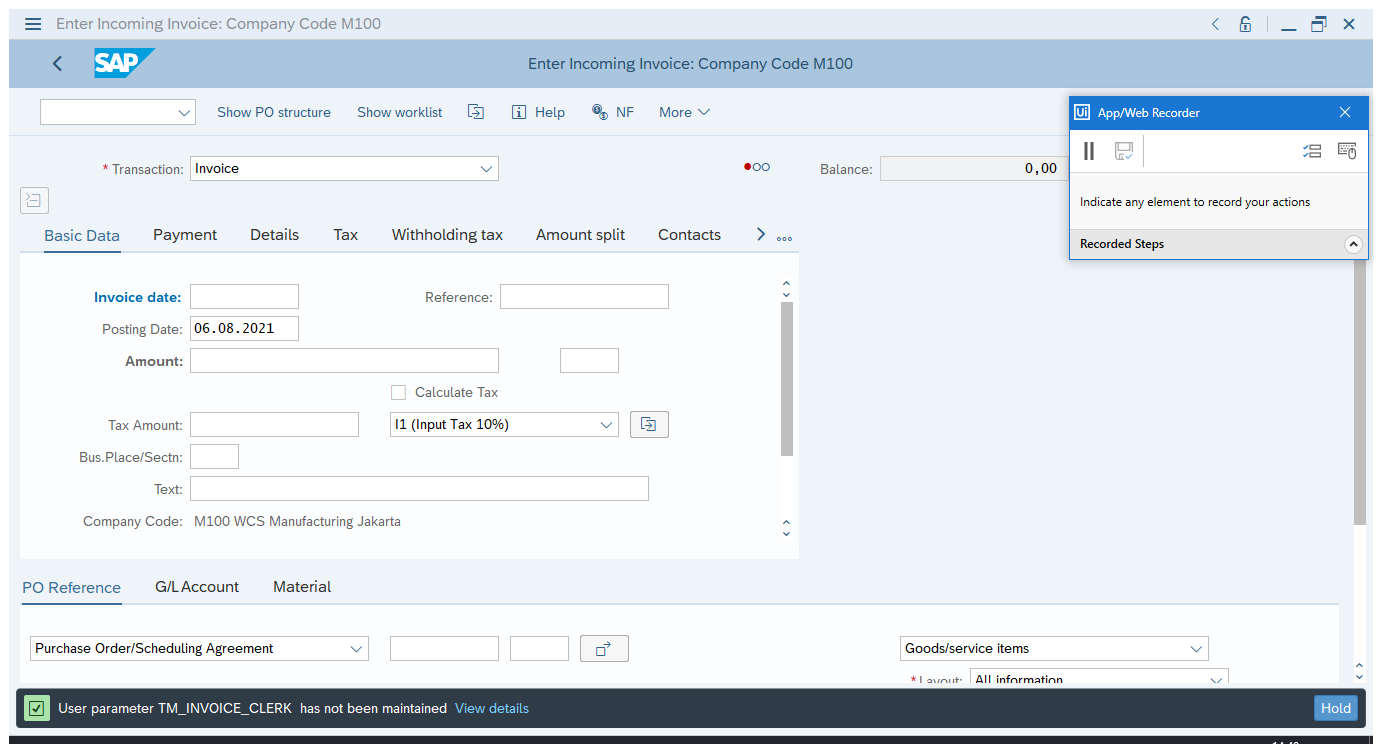 Enter Incoming Invoice: Company Code M100
SAP
Enter Incoming Invoice: Company Code M100
Show PO structure Show worklist Help NF More
Ui App/Web Recorder
Indicate any element to record your actions
Recorded Steps
* Transaction: Invoice
Balance: 0,00
Basic Data Payment Details Tax Withholding tax Amount split Contacts
Invoice date: Reference:
Posting Date: 06.08.2021
Amount:
Calculate Tax
Tax Amount: I1 (Input Tax 10%)
Bus.Place/Sectn:
Text:
Company Code: M100 WCS Manufacturing Jakarta
PO Reference G/L Account Material
Purchase Order/Scheduling Agreement Goods/service items
* Layout: All information
User parameter TM_INVOICE_CLERK has not been maintained View details Hold